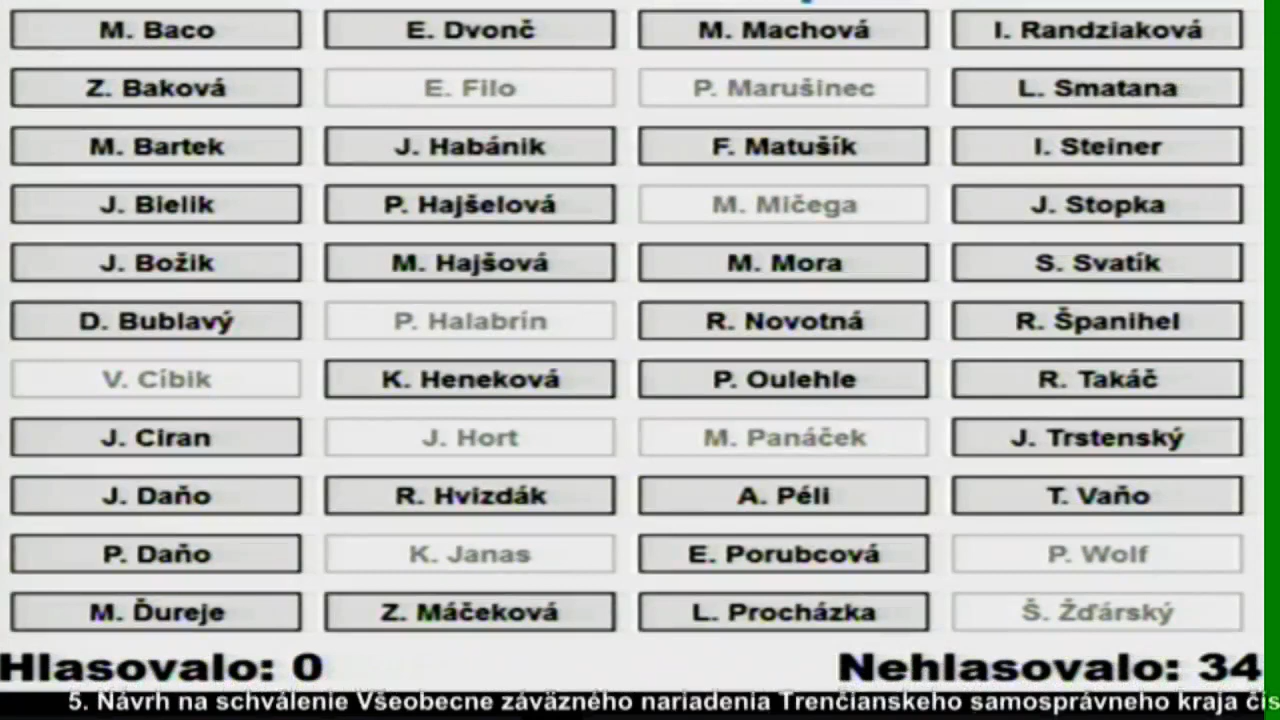 M. Baco E. Dvonč M. Machová I. Randziaková
Z. Baková E. Filo P. Marušinec L. Smatana
M. Bartek J. Habánik F. Matušík I. Steiner
J. Bielik P. Hajšelová M. Mičega J. Stopka
J. Božik M. Hajšová M. Mora S. Svatík
D. Bublavý P. Halabrín R. Novotná R. Španihel
V. Cíbik K. Heneková P. Oulehle R. Takáč
J. Ciran J. Hort M. Panáček J. Trstenský
J. Daňo R. Hvizdák A. Péli T. Vaňo
P. Daňo K. Janas E. Porubcová P. Wolf
M. Ďureje Z. Máčeková L. Procházka Š. Žďárský
Hlasovalo: 0 Nehlasovalo: 34
5. Návrh na schválenie Všeobecne záväzného nariadenia Trenčianskeho samosprávneho kraja čís